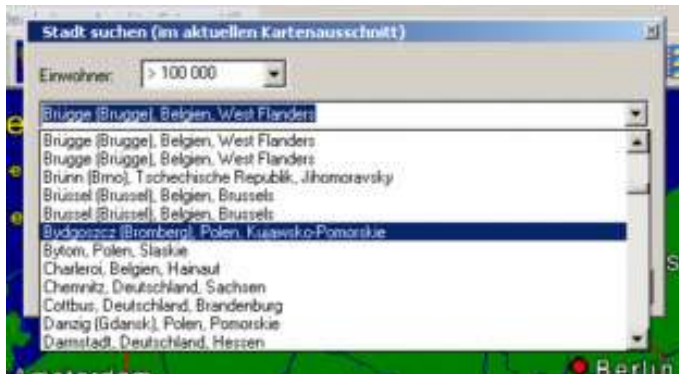 Stadt suchen (im aktuellen Kartenausschnitt)
Einwohner: > 100 000
Brügge (Brugge), Belgien, West Flanders
Brügge (Brugge), Belgien, West Flanders
Brugge (Brügge), Belgien, West Flanders
Brünn (Brno), Tschechische Republik, Jihomoravsky
Brüssel (Brussel), Belgien, Brussels
Brussel (Brüssel), Belgien, Brussels
Bydgoszcz (Bromberg), Polen, Kujawsko-Pomorskie
Bytom, Polen, Slaskie
Charleroi, Belgien, Hainaut
Chemnitz, Deutschland, Sachsen
Cottbus, Deutschland, Brandenburg
Danzig (Gdansk), Polen, Pomorskie
Darmstadt, Deutschland, Hessen
Berlin